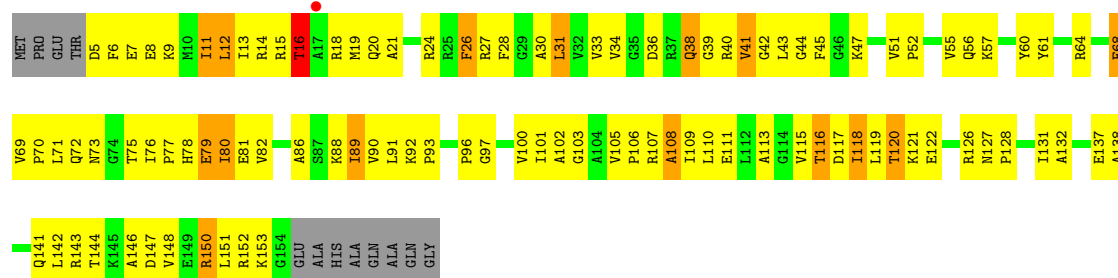 MET PRO GLU THR D5 F6 E7 E8 K9 M10 I11 L12 I13 R14 R15 T16 A17 R18 M19 Q20 A21 R24 R25 F26 R27 F28 G29 A30 L31 V32 V33 V34 G35 D36 R37 Q38 G39 R40 V41 G42 L43 G44 F45 G46 K47 V51 P52 V55 Q56 K57 Y60 Y61 R64 E68
V69 P70 L71 Q72 N73 G74 T75 I76 P77 H78 E79 I80 E81 V82 A86 S87 K88 I89 V90 L91 K92 P93 P96 G97 V100 I101 A102 G103 A104 V105 P106 R107 A108 I109 L110 E111 L112 A113 G114 V115 T116 D117 I118 L119 T120 K121 E122 R126 N127 P128 I131 A132 E137
Q141 L142 R143 T144 K145 A146 D147 V148 E149 R150 L151 R152 K153 G154 GLU ALA HIS ALA GLN ALA GLN GLY